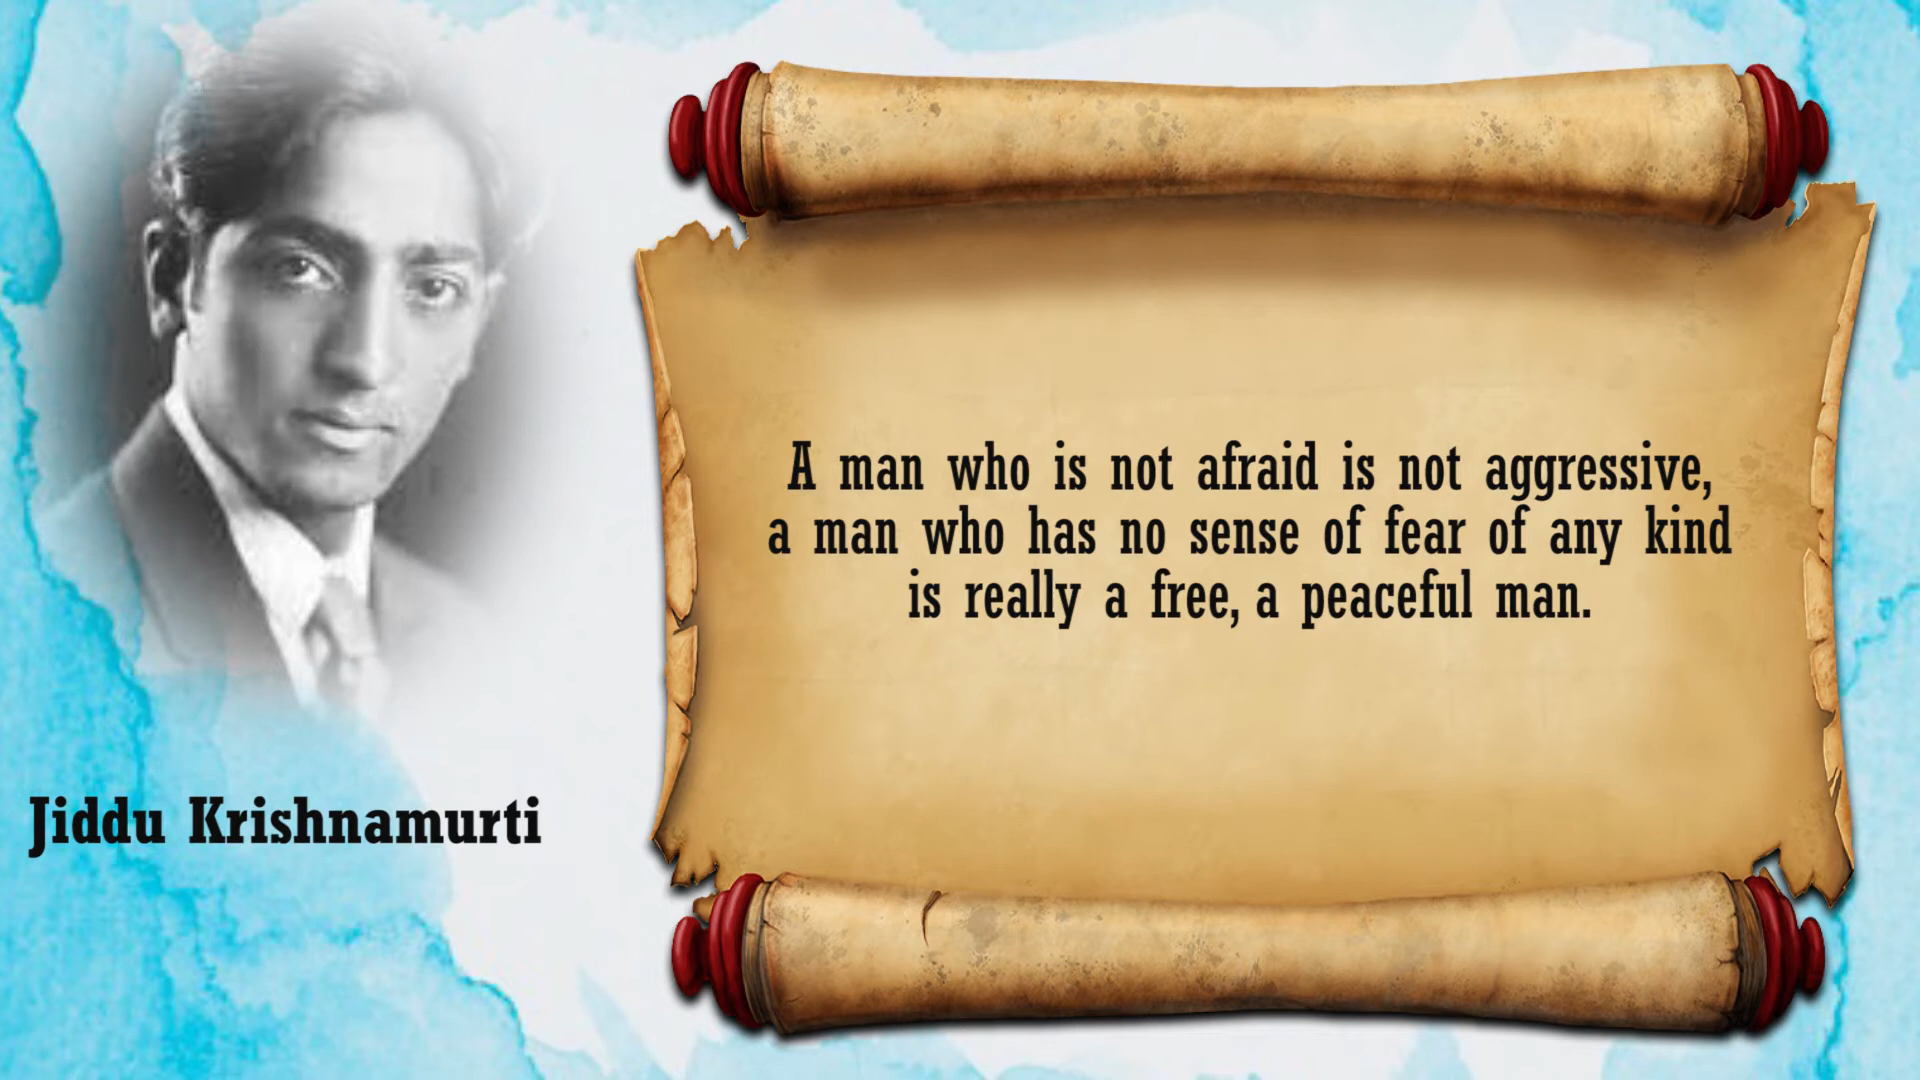 A man who is not afraid is not aggressive,
a man who has no sense of fear of any kind
is really a free, a peaceful man.
Jiddu Krishnamurti